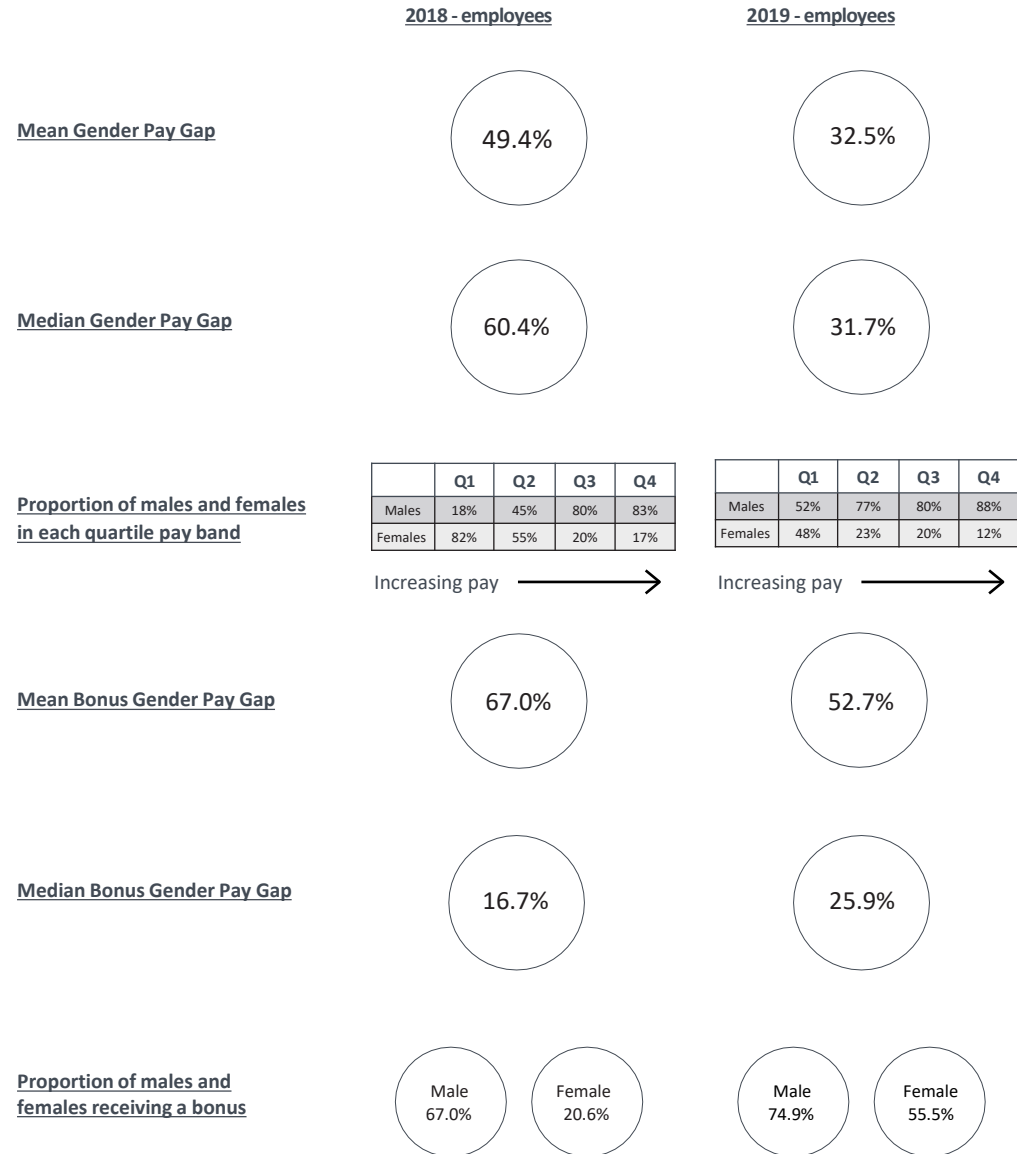 2018 - employees 2019 - employees
Mean Gender Pay Gap 49.4% 32.5%
Median Gender Pay Gap 60.4% 31.7%
Proportion of males and females
in each quartile pay band
Q1 Q2 Q3 Q4
Males 18% 45% 80% 83%
Females 82% 55% 20% 17%
Increasing pay
Q1 Q2 Q3 Q4
Males 52% 77% 80% 88%
Females 48% 23% 20% 12%
Increasing pay
Mean Bonus Gender Pay Gap 67.0% 52.7%
Median Bonus Gender Pay Gap 16.7% 25.9%
Proportion of males and
females receiving a bonus
Male
67.0%
Female
20.6%
Male
74.9%
Female
55.5%